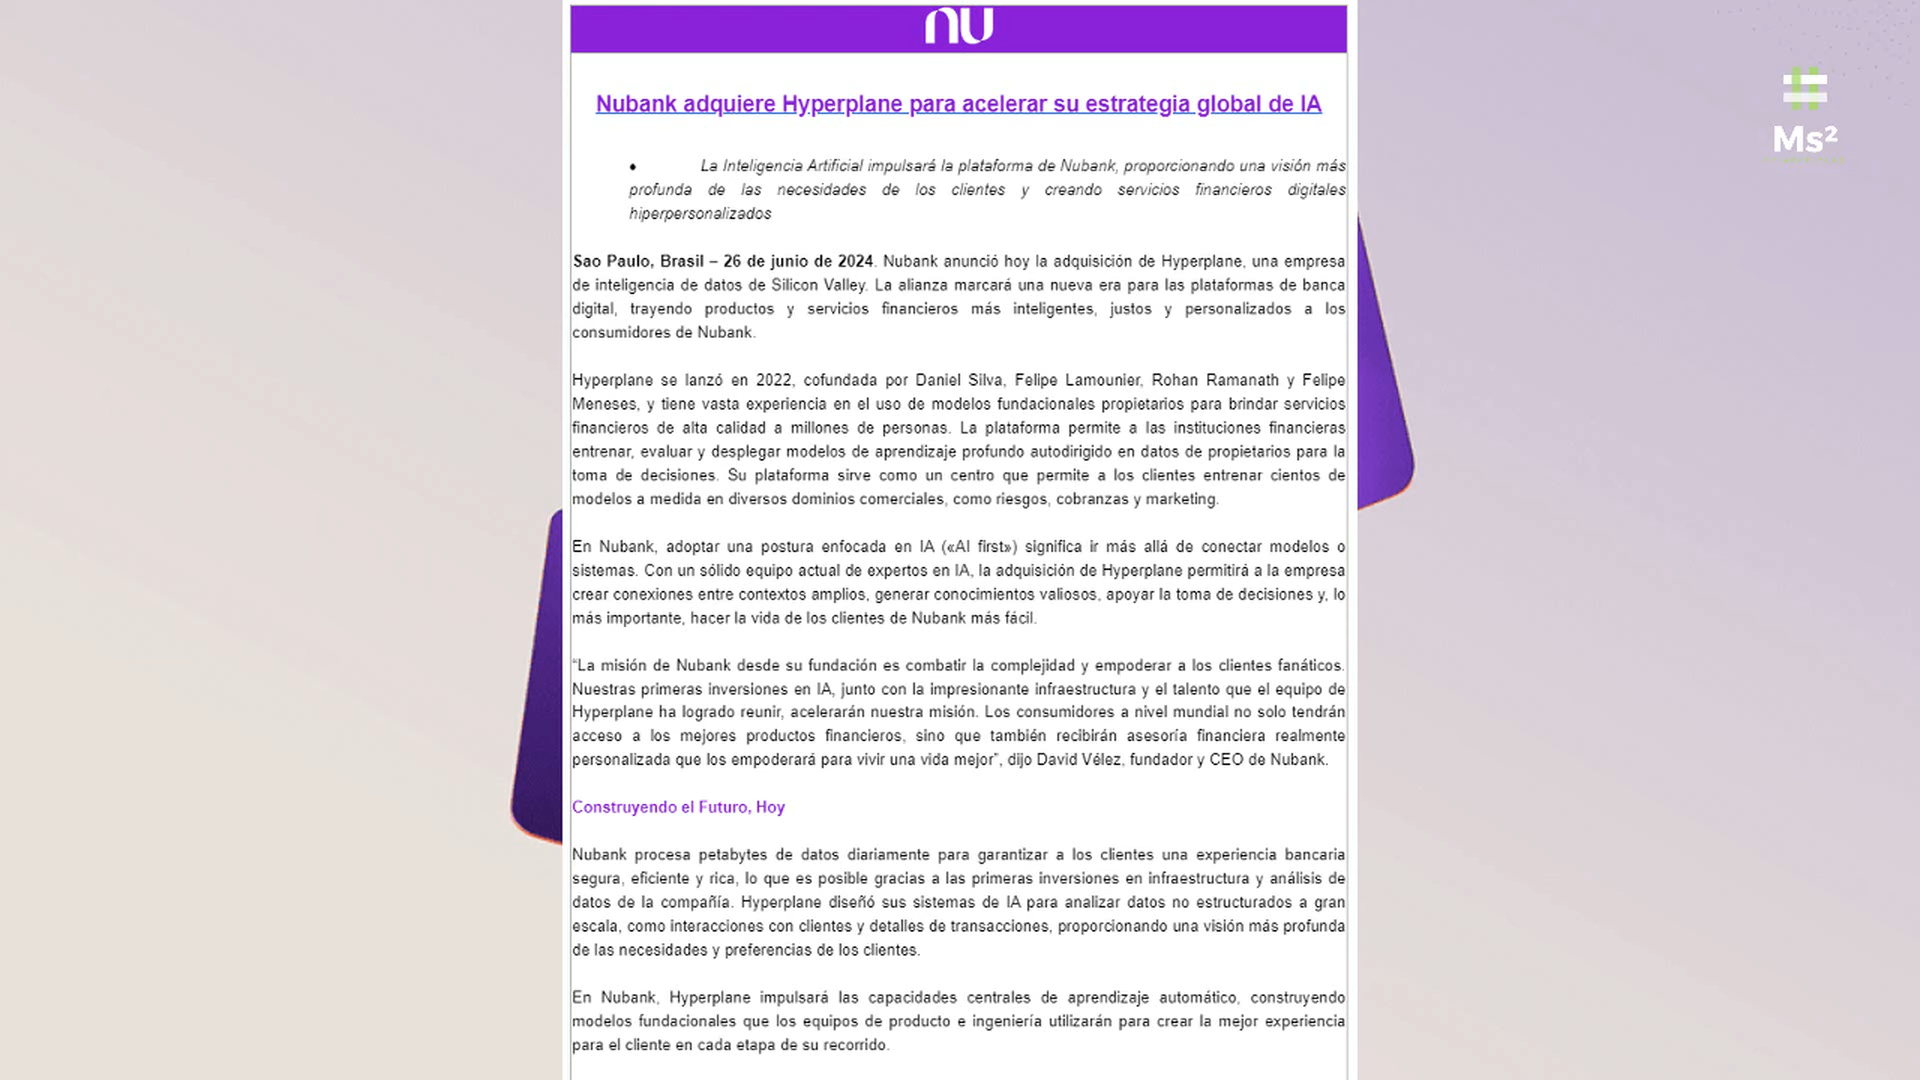 nu
Nubank adquiere Hyperplane para acelerar su estrategia global de IA
Ms²
• La Inteligencia Artificial impulsará la plataforma de Nubank, proporcionando una visión más
profunda de las necesidades de los clientes y creando servicios financieros digitales
hiperpersonalizados
Sao Paulo, Brasil – 26 de junio de 2024. Nubank anunció hoy la adquisición de Hyperplane, una empresa
de inteligencia de datos de Silicon Valley. La alianza marcará una nueva era para las plataformas de banca
digital, trayendo productos y servicios financieros más inteligentes, justos y personalizados a los
consumidores de Nubank.
Hyperplane se lanzó en 2022, cofundada por Daniel Silva, Felipe Lamounier, Rohan Ramanath y Felipe
Meneses, y tiene vasta experiencia en el uso de modelos fundacionales propietarios para brindar servicios
financieros de alta calidad a millones de personas. La plataforma permite a las instituciones financieras
entrenar, evaluar y desplegar modelos de aprendizaje profundo autodirigido en datos de propietarios para la
toma de decisiones. Su plataforma sirve como un centro que permite a los clientes entrenar cientos de
modelos a medida en diversos dominios comerciales, como riesgos, cobranzas y marketing.
En Nubank, adoptar una postura enfocada en IA («AI first») significa ir más allá de conectar modelos o
sistemas. Con un sólido equipo actual de expertos en IA, la adquisición de Hyperplane permitirá a la empresa
crear conexiones entre contextos amplios, generar conocimientos valiosos, apoyar la toma de decisiones y, lo
más importante, hacer la vida de los clientes de Nubank más fácil.
“La misión de Nubank desde su fundación es combatir la complejidad y empoderar a los clientes fanáticos.
Nuestras primeras inversiones en IA, junto con la impresionante infraestructura y el talento que el equipo de
Hyperplane ha logrado reunir, acelerarán nuestra misión. Los consumidores a nivel mundial no solo tendrán
acceso a los mejores productos financieros, sino que también recibirán asesoría financiera realmente
personalizada que los empoderará para vivir una vida mejor”, dijo David Vélez, fundador y CEO de Nubank.
Construyendo el Futuro, Hoy
Nubank procesa petabytes de datos diariamente para garantizar a los clientes una experiencia bancaria
segura, eficiente y rica, lo que es posible gracias a las primeras inversiones en infraestructura y análisis de
datos de la compañía. Hyperplane diseñó sus sistemas de IA para analizar datos no estructurados a gran
escala, como interacciones con clientes y detalles de transacciones, proporcionando una visión más profunda
de las necesidades y preferencias de los clientes.
En Nubank, Hyperplane impulsará las capacidades centrales de aprendizaje automático, construyendo
modelos fundacionales que los equipos de producto e ingeniería utilizarán para crear la mejor experiencia
para el cliente en cada etapa de su recorrido.